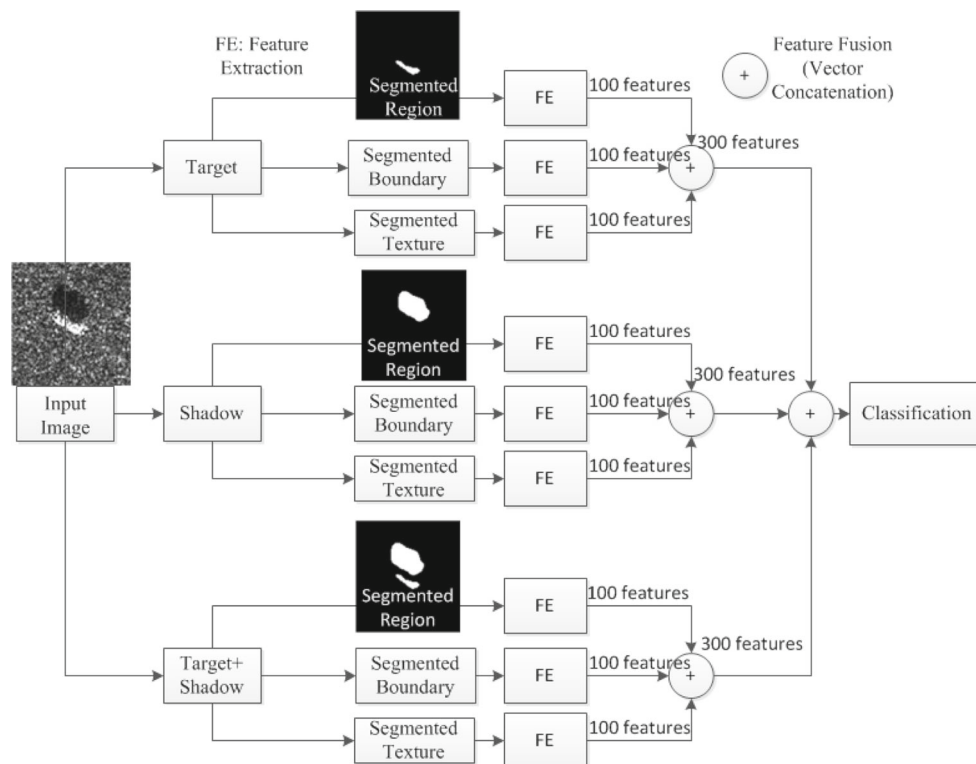 FE: Feature
Extraction
Feature Fusion
(Vector
Concatenation)
+
Segmented
Region
FE
100 features
300 features
Target
Segmented
Boundary
FE
100 features
+
Segmented
Texture
FE
100 features
Segmented
Region
FE
100 features
300 features
Input
Image
Shadow
Segmented
Boundary
FE
100 features
+
+
Classification
Segmented
Texture
FE
100 features
Segmented
Region
FE
100 features
300 features
Target+
Shadow
Segmented
Boundary
FE
100 features
+
Segmented
Texture
FE
100 features